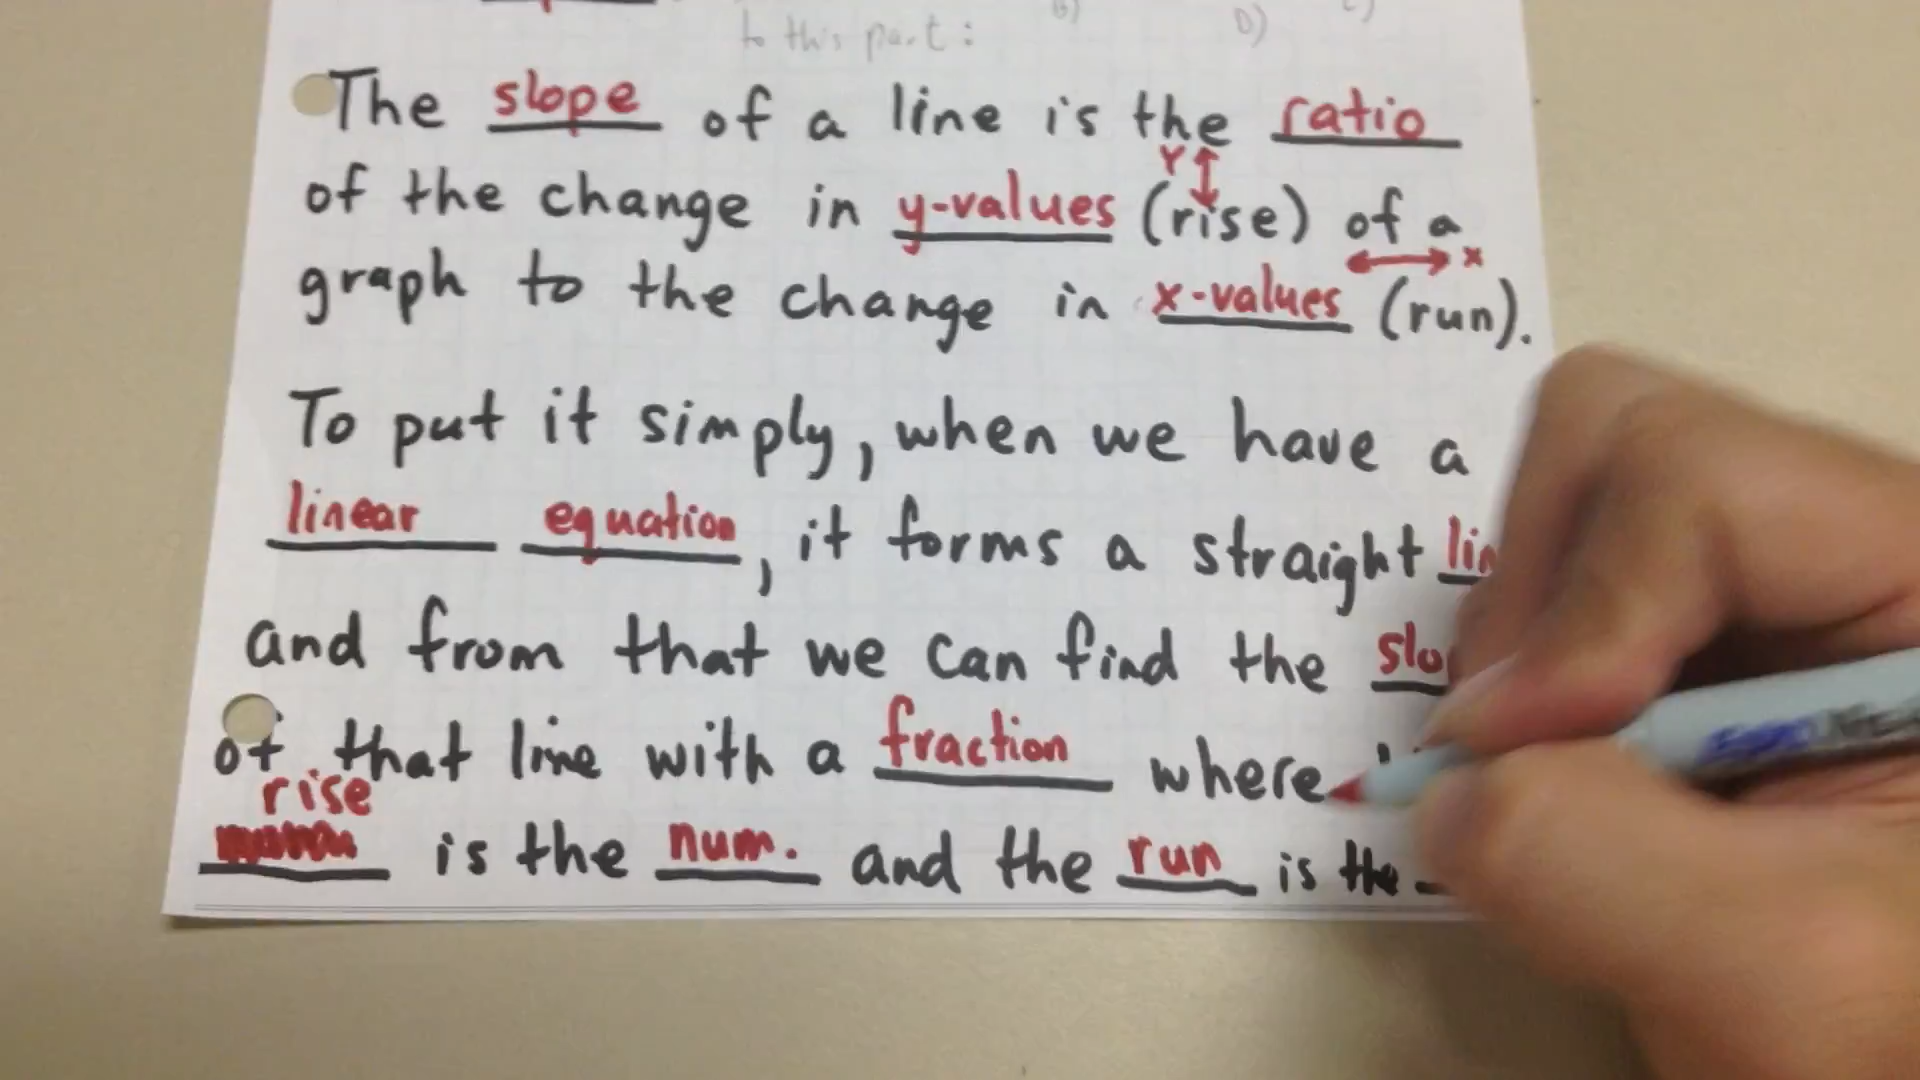 to this part:
B)
D)
The slope of a line is the ratio
Y
of the change in y-values (rise) of a
x
graph to the change in x-values (run).
To put it simply, when we have a
linear equation, it forms a straight
and from that we can find the
of that line with a fraction where
rise
is the num. and the run is the